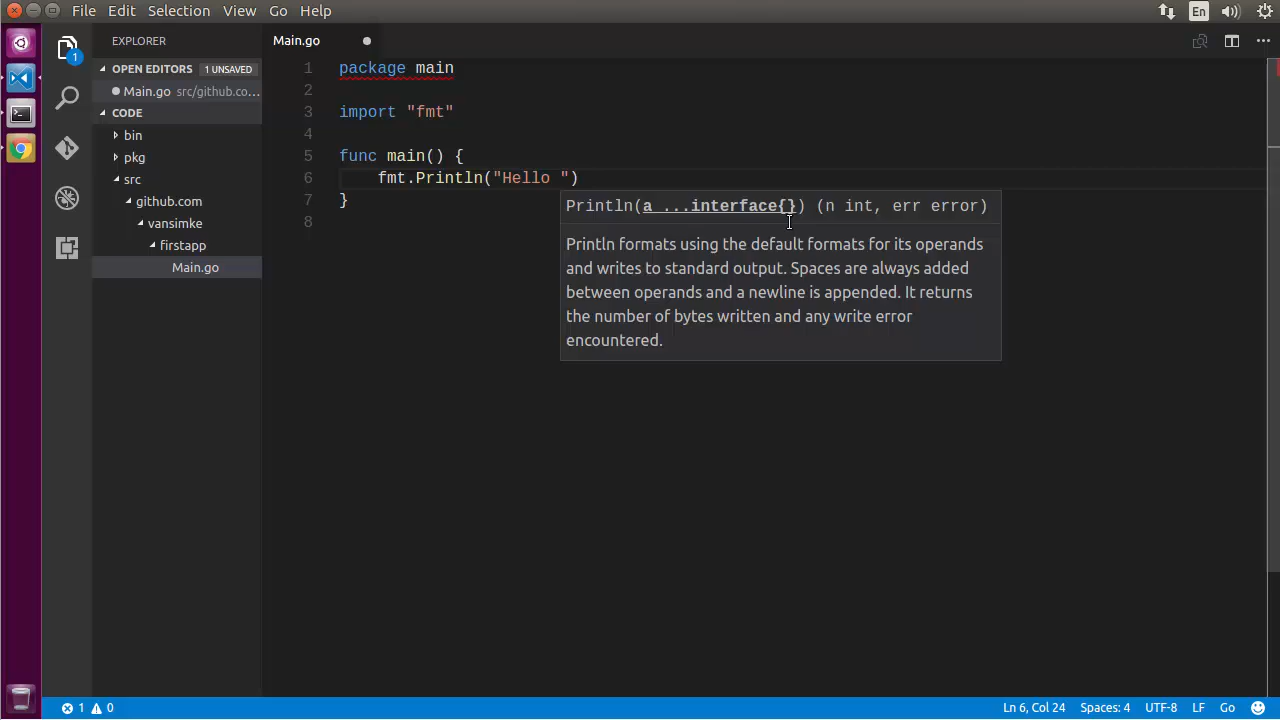 File Edit Selection View Go Help
En
EXPLORER
OPEN EDITORS 1 UNSAVED
Main.go src/github.co...
CODE
bin
pkg
src
github.com
vansimke
firstapp
Main.go
1
Main.go
1 package main
2
3 import "fmt"
4
5 func main() {
6 fmt.Println("Hello ")
7 }
8
Println(a ...interface{}) (n int, err error)
Println formats using the default formats for its operands
and writes to standard output. Spaces are always added
between operands and a newline is appended. It returns
the number of bytes written and any write error
encountered.
1 0
Ln 6, Col 24 Spaces: 4 UTF-8 LF Go